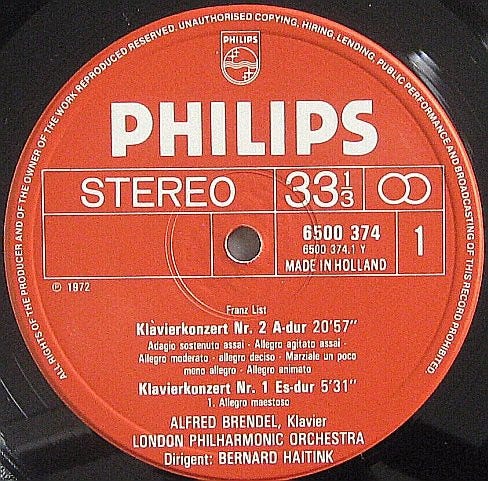 ALL RIGHTS OF THE PRODUCER AND OF THE OWNER OF THE WORK REPRODUCED RESERVED. UNAUTHORISED COPYING, HIRING, LENDING, PUBLIC PERFORMANCE AND BROADCASTING OF THIS RECORD PROHIBITED
PHILIPS
PHILIPS
STEREO 33 1/3
6500 374 1
6500 374.1 Y
MADE IN HOLLAND
℗ 1972
Franz List
Klavierkonzert Nr. 2 A-dur 20'57"
Adagio sostenuto assai - Allegro agitato assai -
Allegro moderato - allegro deciso - Marziale un poco
meno allegro - Allegro animato
Klavierkonzert Nr. 1 Es-dur 5'31"
1. Allegro maestoso
ALFRED BRENDEL, Klavier
LONDON PHILHARMONIC ORCHESTRA
Dirigent: BERNARD HAITINK